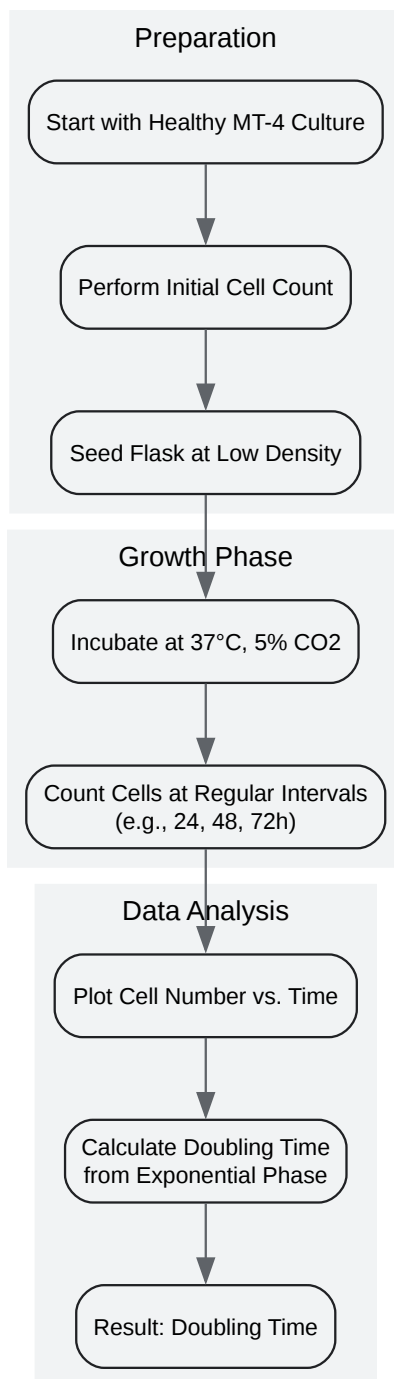 Preparation
Start with Healthy MT-4 Culture
Perform Initial Cell Count
Seed Flask at Low Density
Growth Phase
Incubate at 37°C, 5% CO2
Count Cells at Regular Intervals
(e.g., 24, 48, 72h)
Data Analysis
Plot Cell Number vs. Time
Calculate Doubling Time
from Exponential Phase
Result: Doubling Time